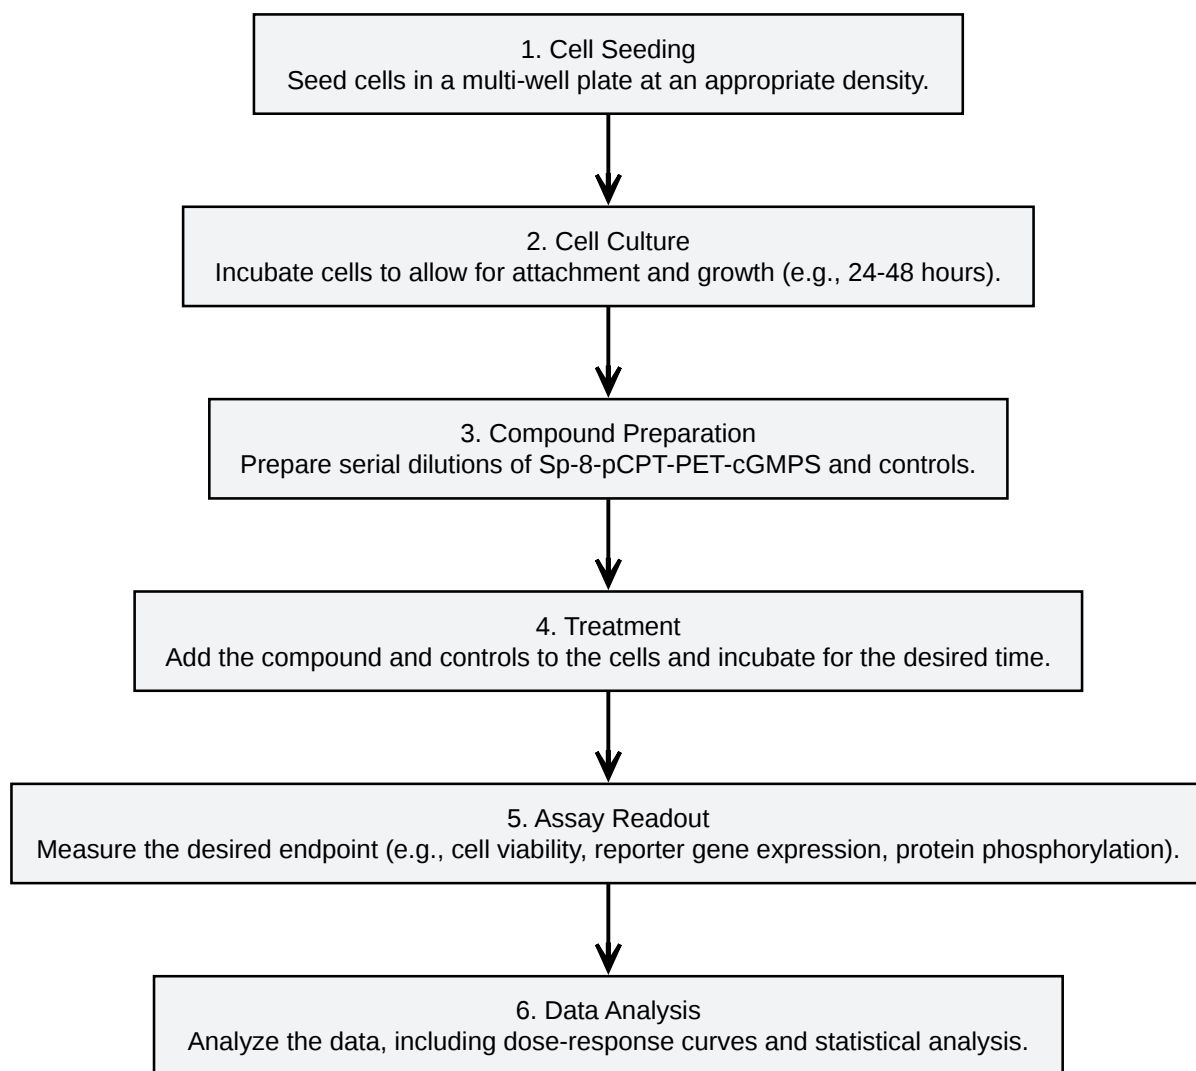 1. Cell Seeding
Seed cells in a multi-well plate at an appropriate density.
2. Cell Culture
Incubate cells to allow for attachment and growth (e.g., 24-48 hours).
3. Compound Preparation
Prepare serial dilutions of Sp-8-pCPT-PET-cGMPS and controls.
4. Treatment
Add the compound and controls to the cells and incubate for the desired time.
5. Assay Readout
Measure the desired endpoint (e.g., cell viability, reporter gene expression, protein phosphorylation).
6. Data Analysis
Analyze the data, including dose-response curves and statistical analysis.